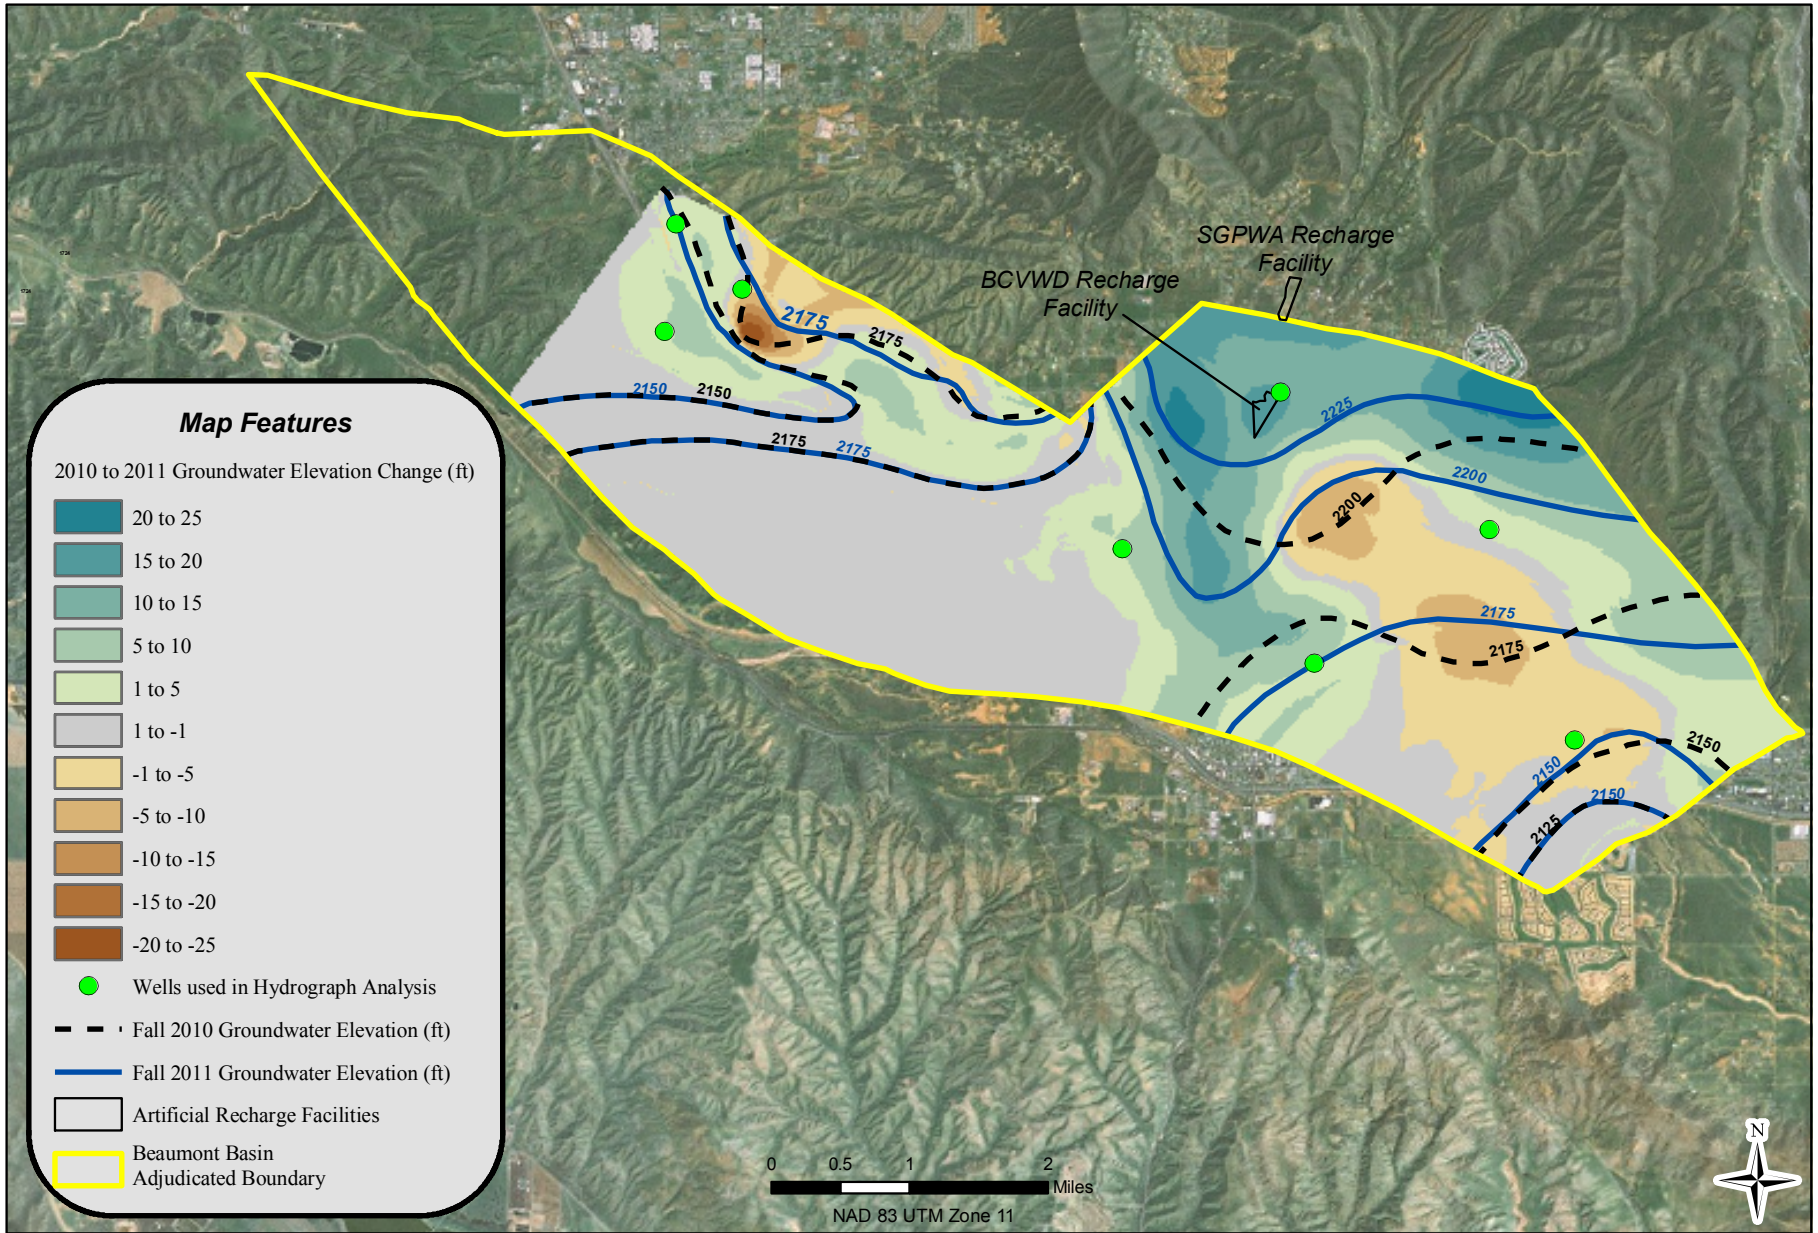 SGPWA Recharge
Facility
BCVWD Recharge
Facility
1724
1724
2175
2175
2150
2150
2175
2175
2225
2200
2200
2175
2175
2150
2150
2150
2125
Map Features
2010 to 2011 Groundwater Elevation Change (ft)
20 to 25
15 to 20
10 to 15
5 to 10
1 to 5
1 to -1
-1 to -5
-5 to -10
-10 to -15
-15 to -20
-20 to -25
Wells used in Hydrograph Analysis
Fall 2010 Groundwater Elevation (ft)
Fall 2011 Groundwater Elevation (ft)
Artificial Recharge Facilities
Beaumont Basin
Adjudicated Boundary
0 0.5 1 2
Miles
NAD 83 UTM Zone 11
N